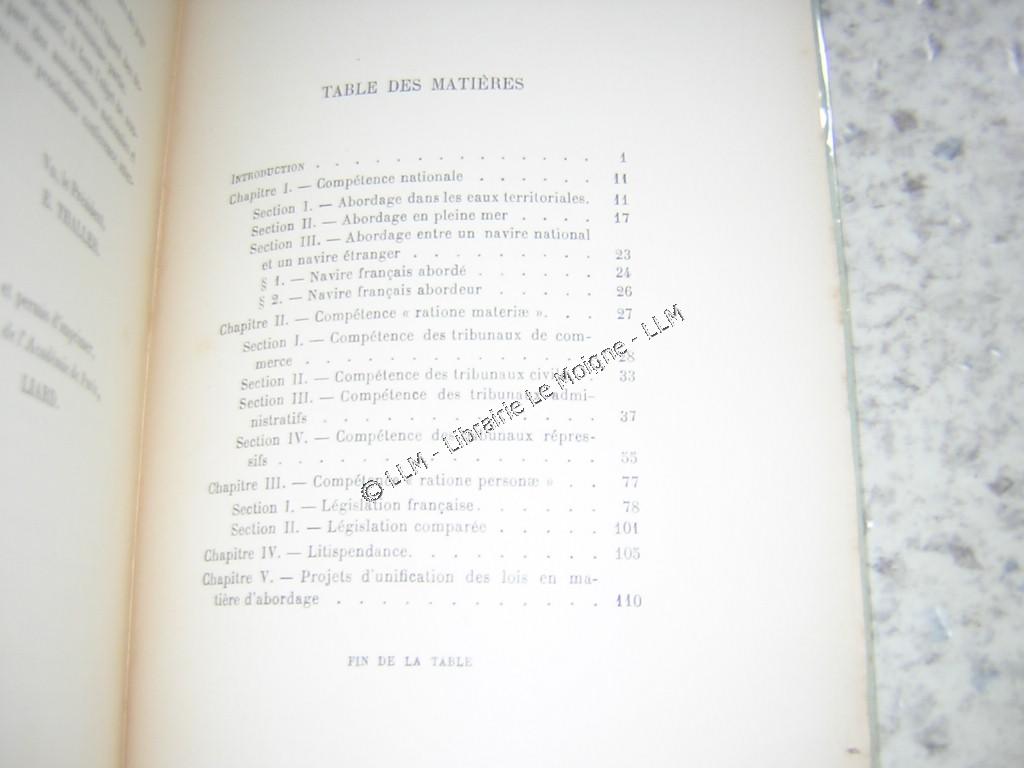 Vu, le Président,
E. THALLER.
et permis d'imprimer,
de l'Académie de Paris,
LIARD.
TABLE DES MATIÈRES
INTRODUCTION . . . . . . . . . . . . . . 1
Chapitre I. — Compétence nationale . . . . . . 11
Section I. — Abordage dans les eaux territoriales. 11
Section II. — Abordage en pleine mer . . . . 17
Section III. — Abordage entre un navire national
et un navire étranger . . . . . . . . . 23
§ 1. — Navire français abordé . . . . . . 24
§ 2. — Navire français abordeur . . . . . 26
Chapitre II. — Compétence « ratione materiæ ». . . 27
Section I. — Compétence des tribunaux de com-
merce . . . . . . . . . . . . . . 28
Section II. — Compétence des tribunaux civils . 33
Section III. — Compétence des tribunaux admi-
nistratifs . . . . . . . . . . . . . 37
Section IV. — Compétence des tribunaux répres-
sifs . . . . . . . . . . . . . . . 55
Chapitre III. — Compétence « ratione personæ » . . 77
Section I. — Législation française. . . . . . 78
Section II. — Législation comparée . . . . . 101
Chapitre IV. — Litispendance. . . . . . . . 105
Chapitre V. — Projets d'unification des lois en ma-
tière d'abordage . . . . . . . . . . . . 110
FIN DE LA TABLE
© LLM - Librairie Le Moigne - LLM